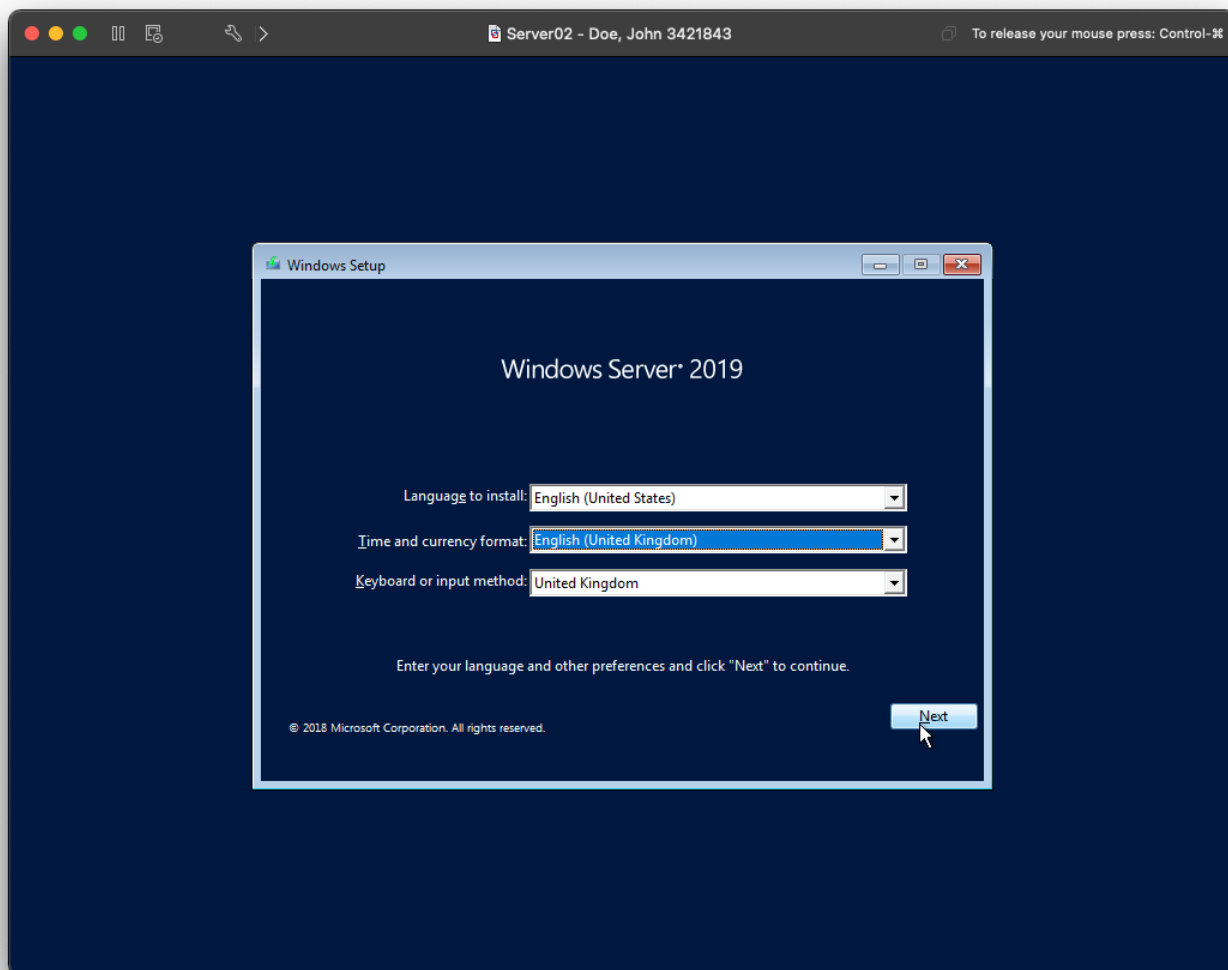 Server02 - Doe, John 3421843
To release your mouse press: Control-⌘
Windows Setup
Windows Server® 2019
Language to install: English (United States)
Time and currency format: English (United Kingdom)
Keyboard or input method: United Kingdom
Enter your language and other preferences and click "Next" to continue.
Next
© 2018 Microsoft Corporation. All rights reserved.